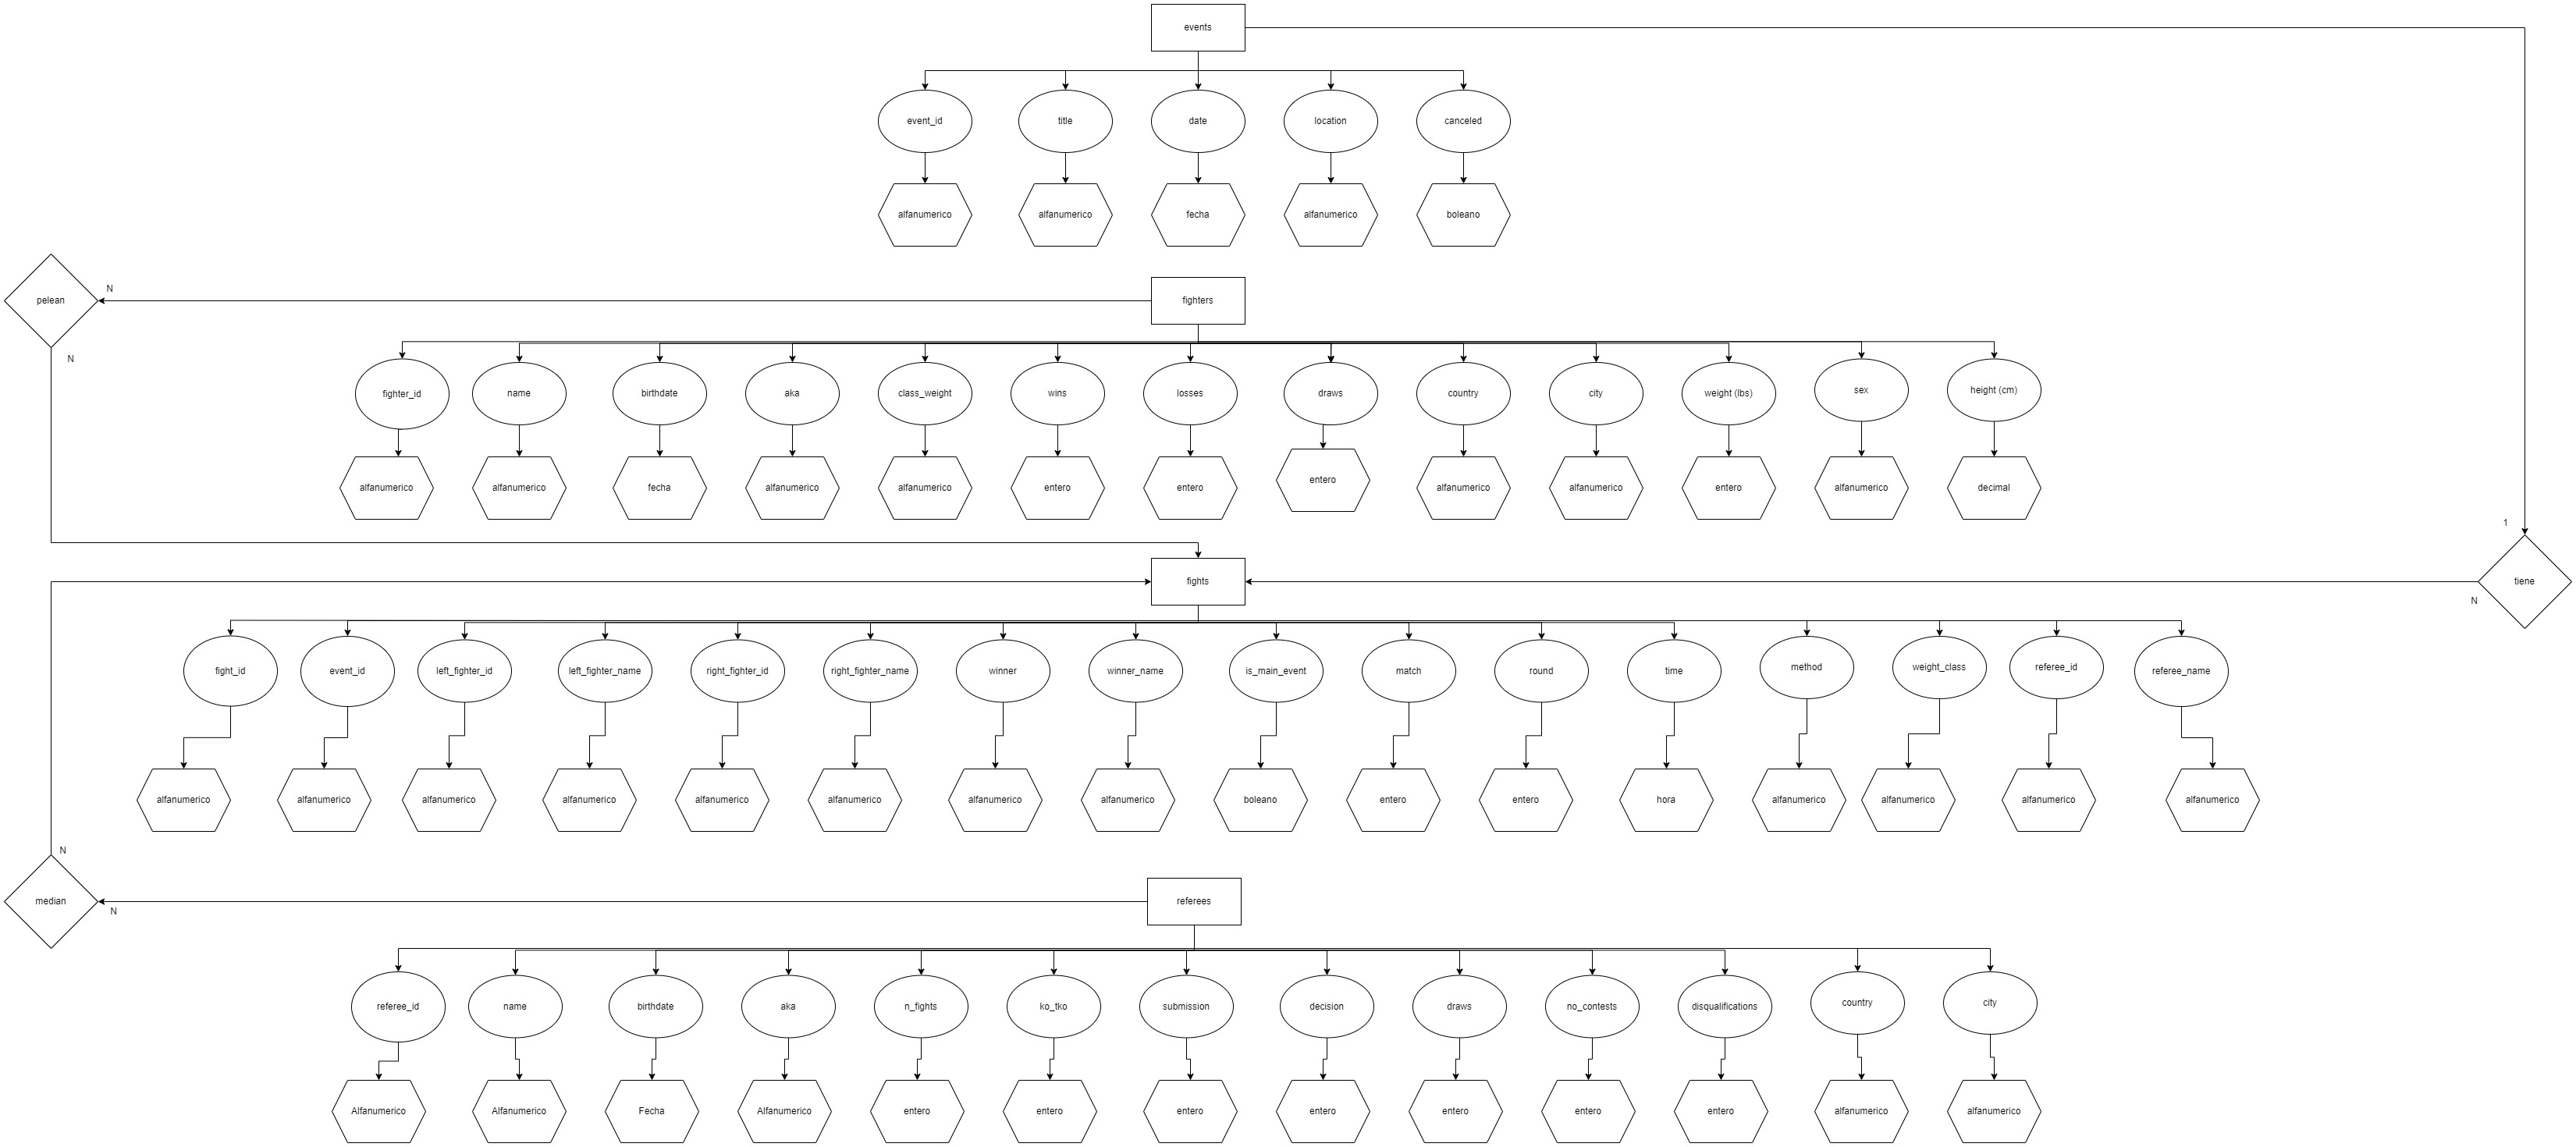 events
event_id
title
date
location
canceled
alfanumerico
alfanumerico
fecha
alfanumerico
boleano
pelean
N
N
fighters
fighter_id
name
birthdate
aka
class_weight
wins
losses
draws
country
city
weight (lbs)
sex
height (cm)
alfanumerico
alfanumerico
fecha
alfanumerico
alfanumerico
entero
entero
entero
alfanumerico
alfanumerico
entero
alfanumerico
decimal
1
tiene
N
fights
fight_id
event_id
left_fighter_id
left_fighter_name
right_fighter_id
right_fighter_name
winner
winner_name
is_main_event
match
round
time
method
weight_class
referee_id
referee_name
alfanumerico
alfanumerico
alfanumerico
alfanumerico
alfanumerico
alfanumerico
alfanumerico
alfanumerico
boleano
entero
entero
hora
alfanumerico
alfanumerico
alfanumerico
alfanumerico
N
median
N
referees
referee_id
name
birthdate
aka
n_fights
ko_tko
submission
decision
draws
no_contests
disqualifications
country
city
Alfanumerico
Alfanumerico
Fecha
Alfanumerico
entero
entero
entero
entero
entero
entero
entero
alfanumerico
alfanumerico